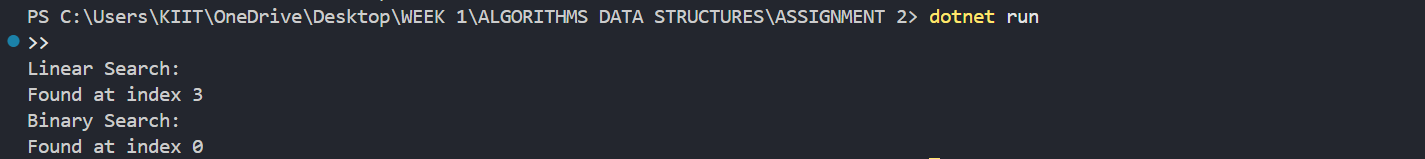 PS C:\Users\KIIT\OneDrive\Desktop\WEEK 1\ALGORITHMS DATA STRUCTURES\ASSIGNMENT 2> dotnet run
>>
Linear Search:
Found at index 3
Binary Search:
Found at index 0